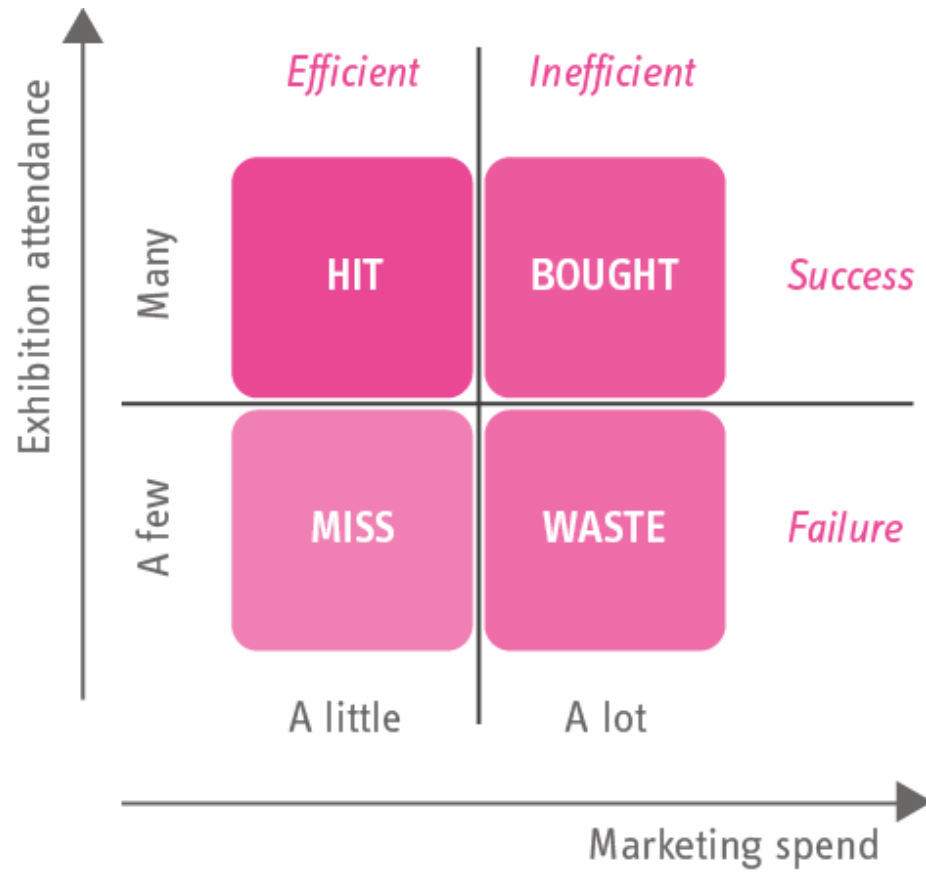 Efficient
Inefficient
Exhibition attendance
Many
HIT
BOUGHT
Success
A few
MISS
WASTE
Failure
A little
A lot
Marketing spend